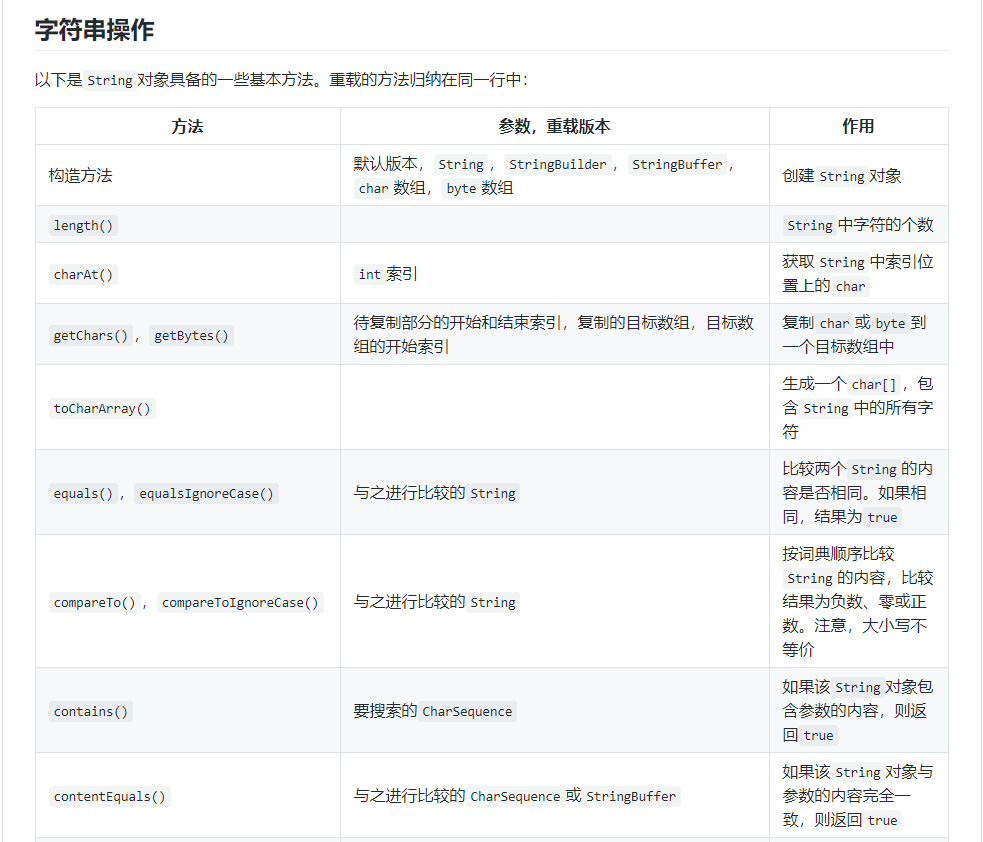 字符串操作
以下是 String 对象具备的一些基本方法。重载的方法归纳在同一行中：
方法 参数，重载版本 作用
构造方法
默认版本， String ， StringBuilder ， StringBuffer ，
char 数组， byte 数组
创建 String 对象
length()
String 中字符的个数
charAt()
int 索引
获取 String 中索引位
置上的 char
getChars() ， getBytes()
待复制部分的开始和结束索引，复制的目标数组，目标数
组的开始索引
复制 char 或 byte 到
一个目标数组中
toCharArray()
生成一个 char[] ，包
含 String 中的所有字
符
equals() ， equalsIgnoreCase()
与之进行比较的 String
比较两个 String 的内
容是否相同。如果相
同，结果为 true
compareTo() ， compareToIgnoreCase()
与之进行比较的 String
按词典顺序比较
String 的内容，比较
结果为负数、零或正
数。注意，大小写不
等价
contains()
要搜索的 CharSequence
如果该 String 对象包
含参数的内容，则返
回 true
contentEquals()
与之进行比较的 CharSequence 或 StringBuffer
如果该 String 对象与
参数的内容完全一
致，则返回 true